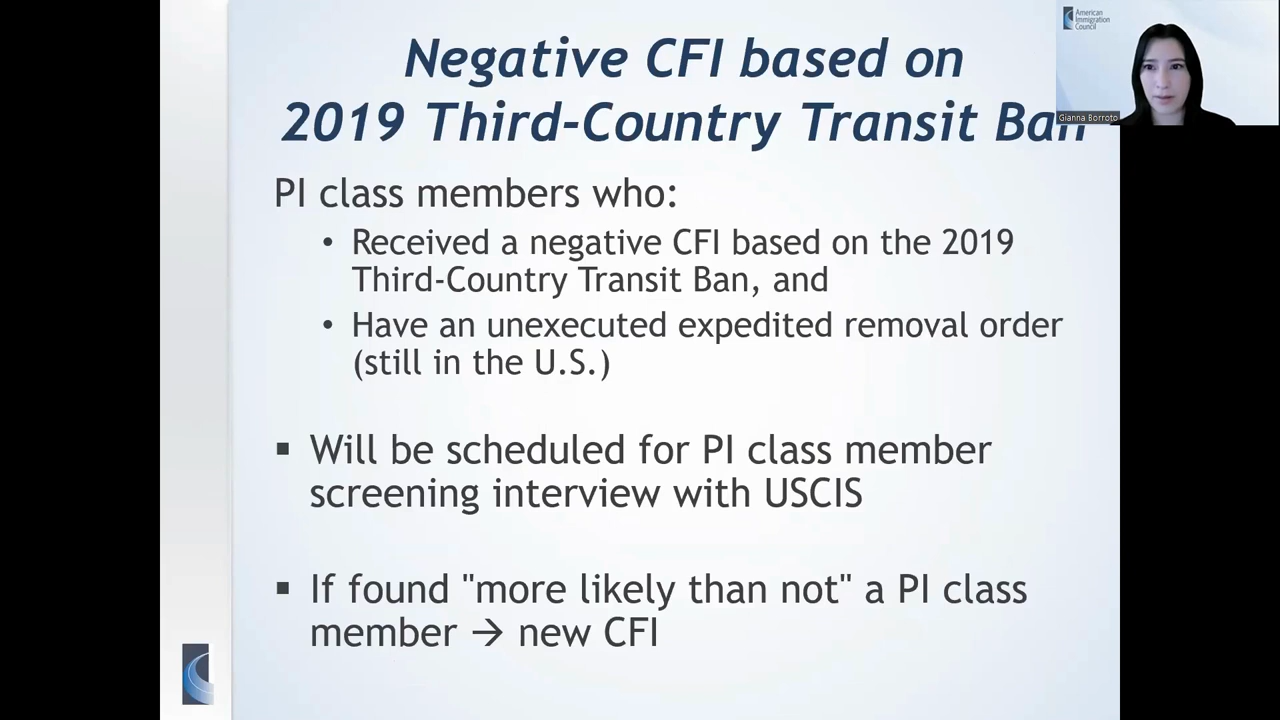 Negative CFI based on
2019 Third-Country Transit Ban
American
Immigration
Council
Gianna Borroto
PI class members who:
• Received a negative CFI based on the 2019
Third-Country Transit Ban, and
• Have an unexecuted expedited removal order
(still in the U.S.)
▪ Will be scheduled for PI class member
screening interview with USCIS
▪ If found "more likely than not" a PI class
member → new CFI